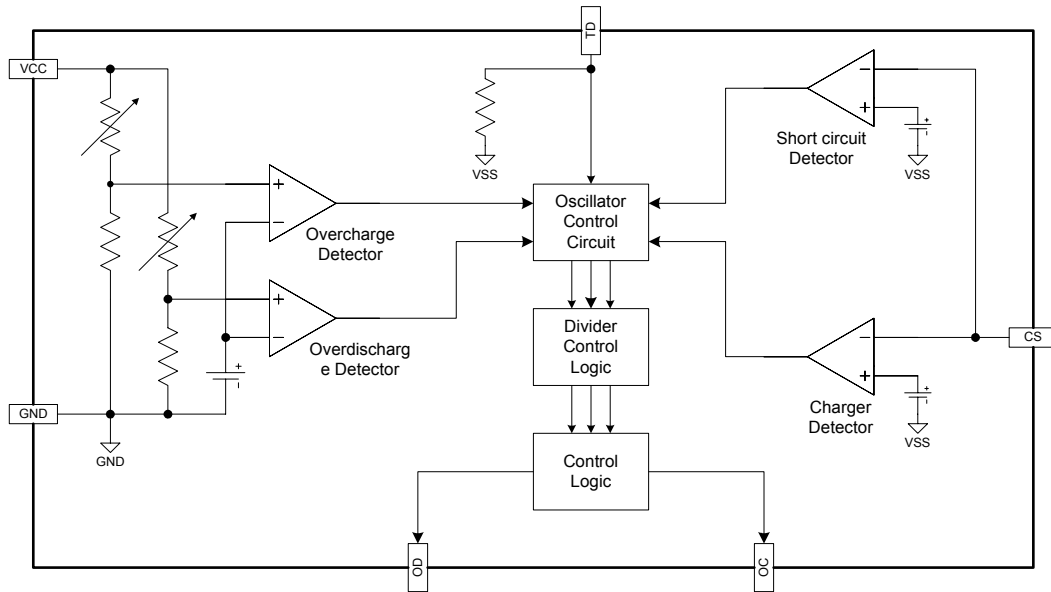 TD
VCC
VSS
Short circuit
Detector
VSS
Oscillator
Control
Circuit
Overcharge
Detector
Divider
Control
Logic
Overdischarg
e Detector
CS
Charger
Detector
VSS
GND
GND
Control
Logic
OD
OC